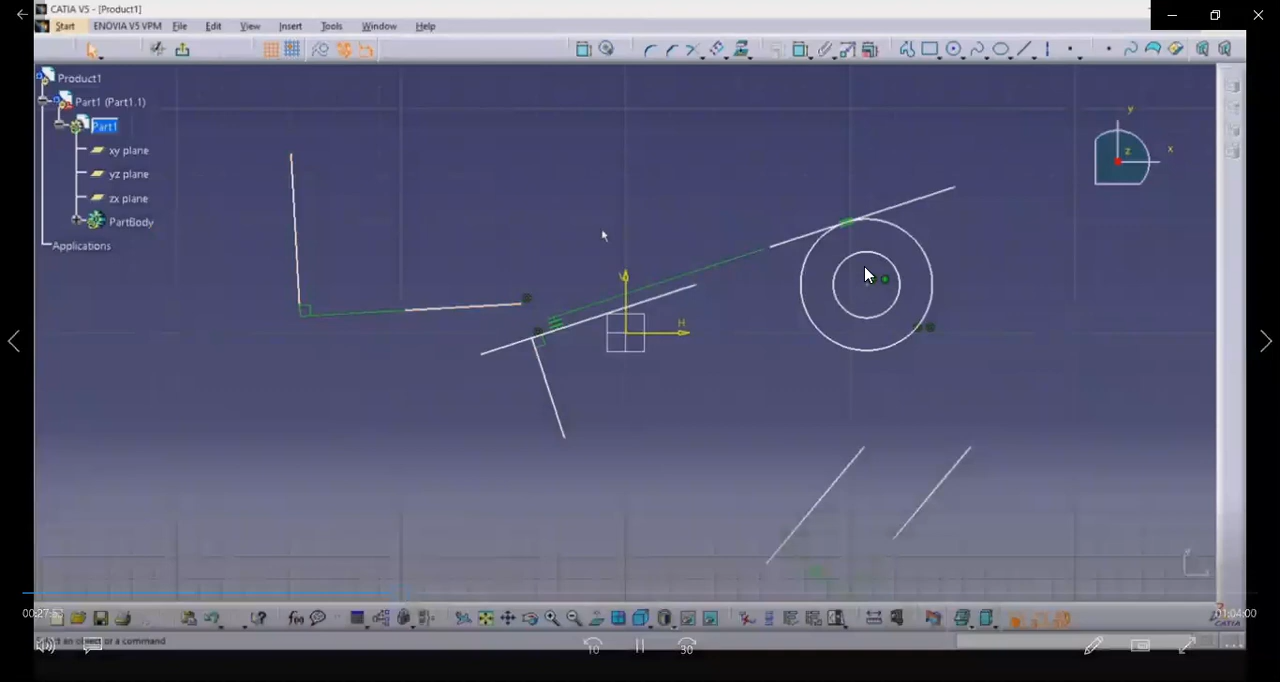 CATIA V5 - [Product1]
Start ENOVIA V5 VPM File Edit View Insert Tools Window Help
Product1
Part1 (Part1.1)
Part1
xy plane
yz plane
zx plane
PartBody
Applications
y
z x
V
H
00:27:52
01:04:00
an object or a command
CATIA
10
30